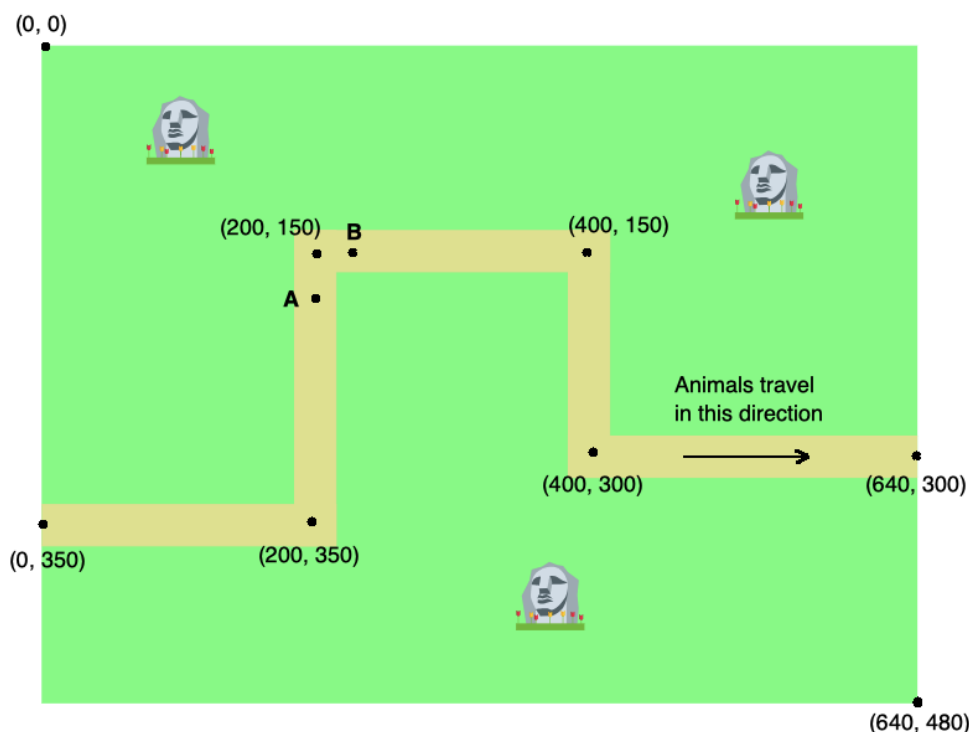 (0, 0)
(200, 150)
B
(400, 150)
A
Animals travel
in this direction
(400, 300)
(640, 300)
(0, 350)
(200, 350)
(640, 480)